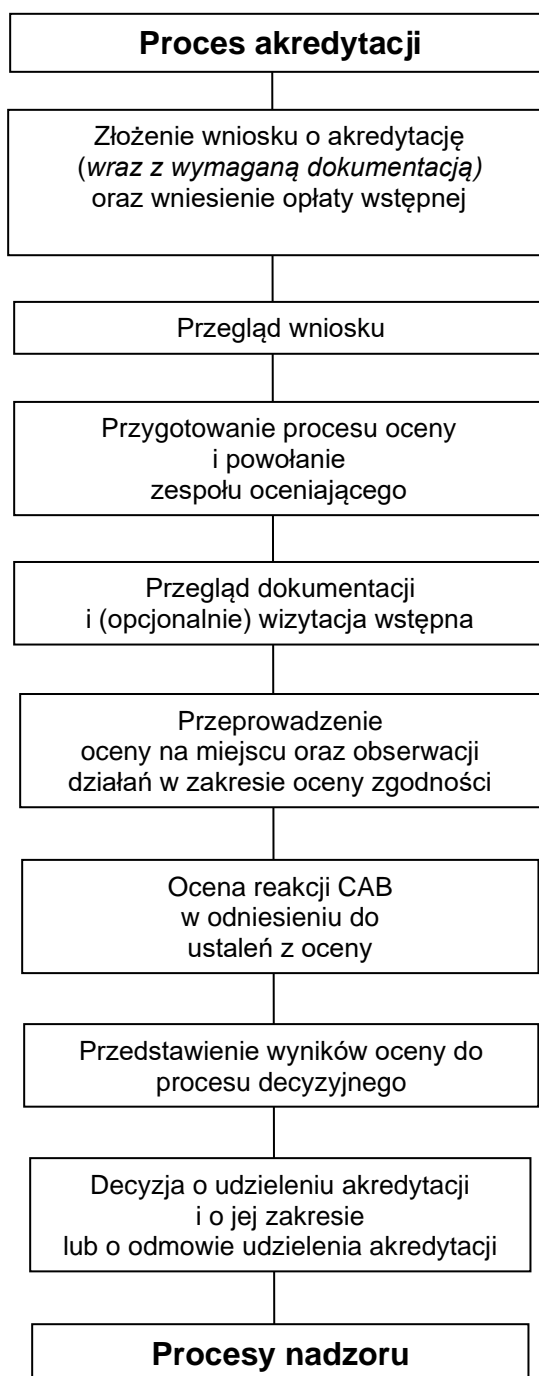 Proces akredytacji
Złożenie wniosku o akredytację
(wraz z wymaganą dokumentacją)
oraz wniesienie opłaty wstępnej
Przegląd wniosku
Przygotowanie procesu oceny
i powołanie
zespołu oceniającego
Przegląd dokumentacji
i (opcjonalnie) wizytacja wstępna
Przeprowadzenie
oceny na miejscu oraz obserwacji
działań w zakresie oceny zgodności
Ocena reakcji CAB
w odniesieniu do
ustaleń z oceny
Przedstawienie wyników oceny do
procesu decyzyjnego
Decyzja o udzieleniu akredytacji
i o jej zakresie
lub o odmowie udzielenia akredytacji
Procesy nadzoru